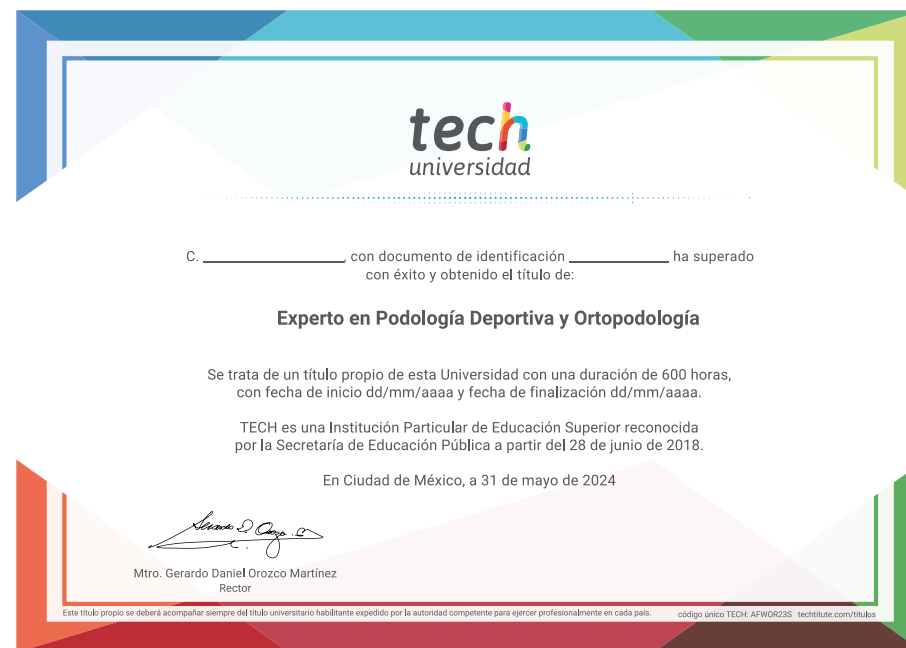 tech
universidad
C. ____________, con documento de identificación __________ ha superado
con éxito y obtenido el título de:
Experto en Podología Deportiva y Ortopodología
Se trata de un título propio de esta Universidad con una duración de 600 horas,
con fecha de inicio dd/mm/aaaa y fecha de finalización dd/mm/aaaa.
TECH es una Institución Particular de Educación Superior reconocida
por la Secretaría de Educación Pública a partir del 28 de junio de 2018.
En Ciudad de México, a 31 de mayo de 2024
Mtro. Gerardo Daniel Orozco Martínez
Rector
Este título propio se deberá acompañar siempre del título universitario habilitante expedido por la autoridad competente para ejercer profesionalmente en cada país. código único TECH: AFWOR23S techtitute.com/titulos